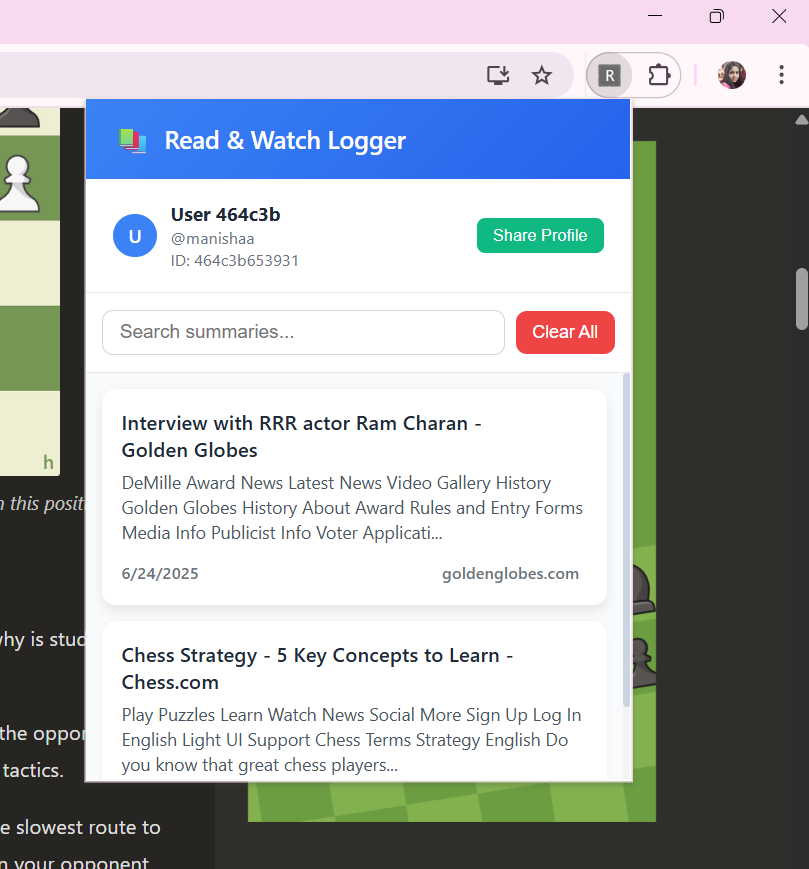 R
Read & Watch Logger
U
User 464c3b
@manishaa
ID: 464c3b653931
Share Profile
Search summaries...
Clear All
Interview with RRR actor Ram Charan -
Golden Globes
DeMille Award News Latest News Video Gallery History
Golden Globes History About Award Rules and Entry Forms
Media Info Publicist Info Voter Applicati...
6/24/2025
goldenglobes.com
Chess Strategy - 5 Key Concepts to Learn -
Chess.com
Play Puzzles Learn Watch News Social More Sign Up Log In
English Light UI Support Chess Terms Strategy English Do
you know that great chess players...
h
this
why is
the
tactics.
slowest route to
your opponent